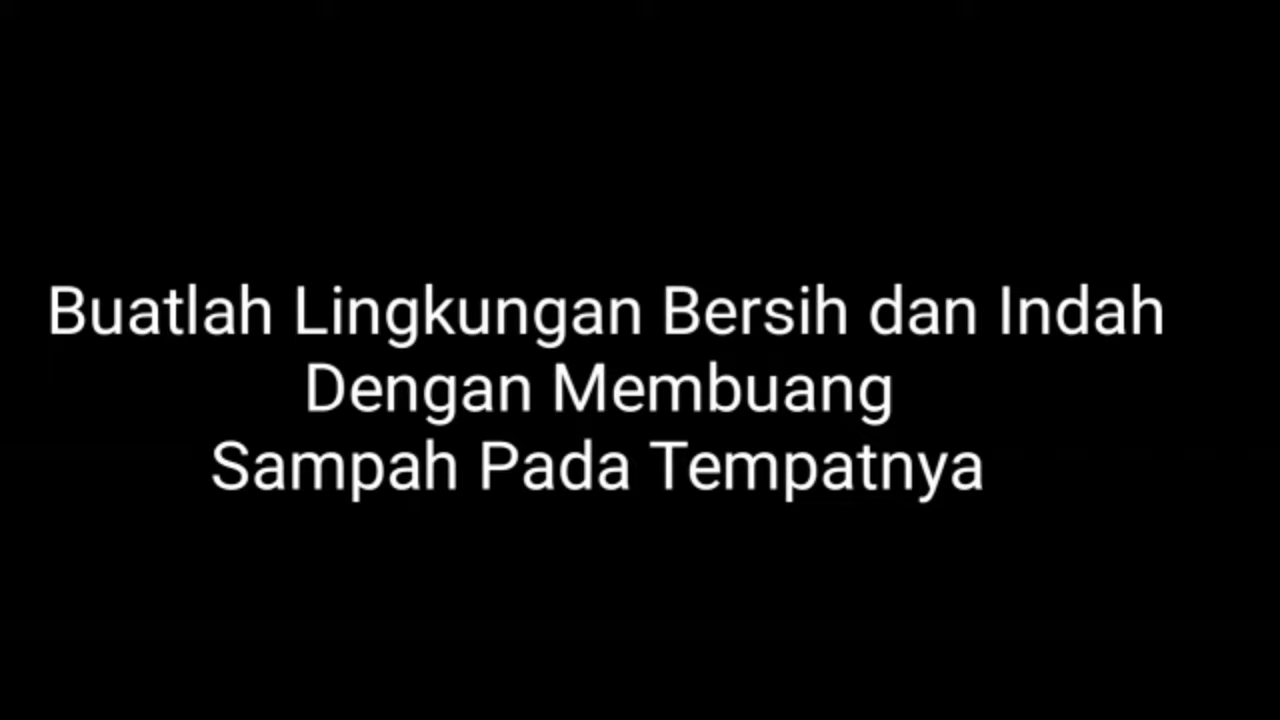 Buatlah Lingkungan Bersih dan Indah
Dengan Membuang
Sampah Pada Tempatnya